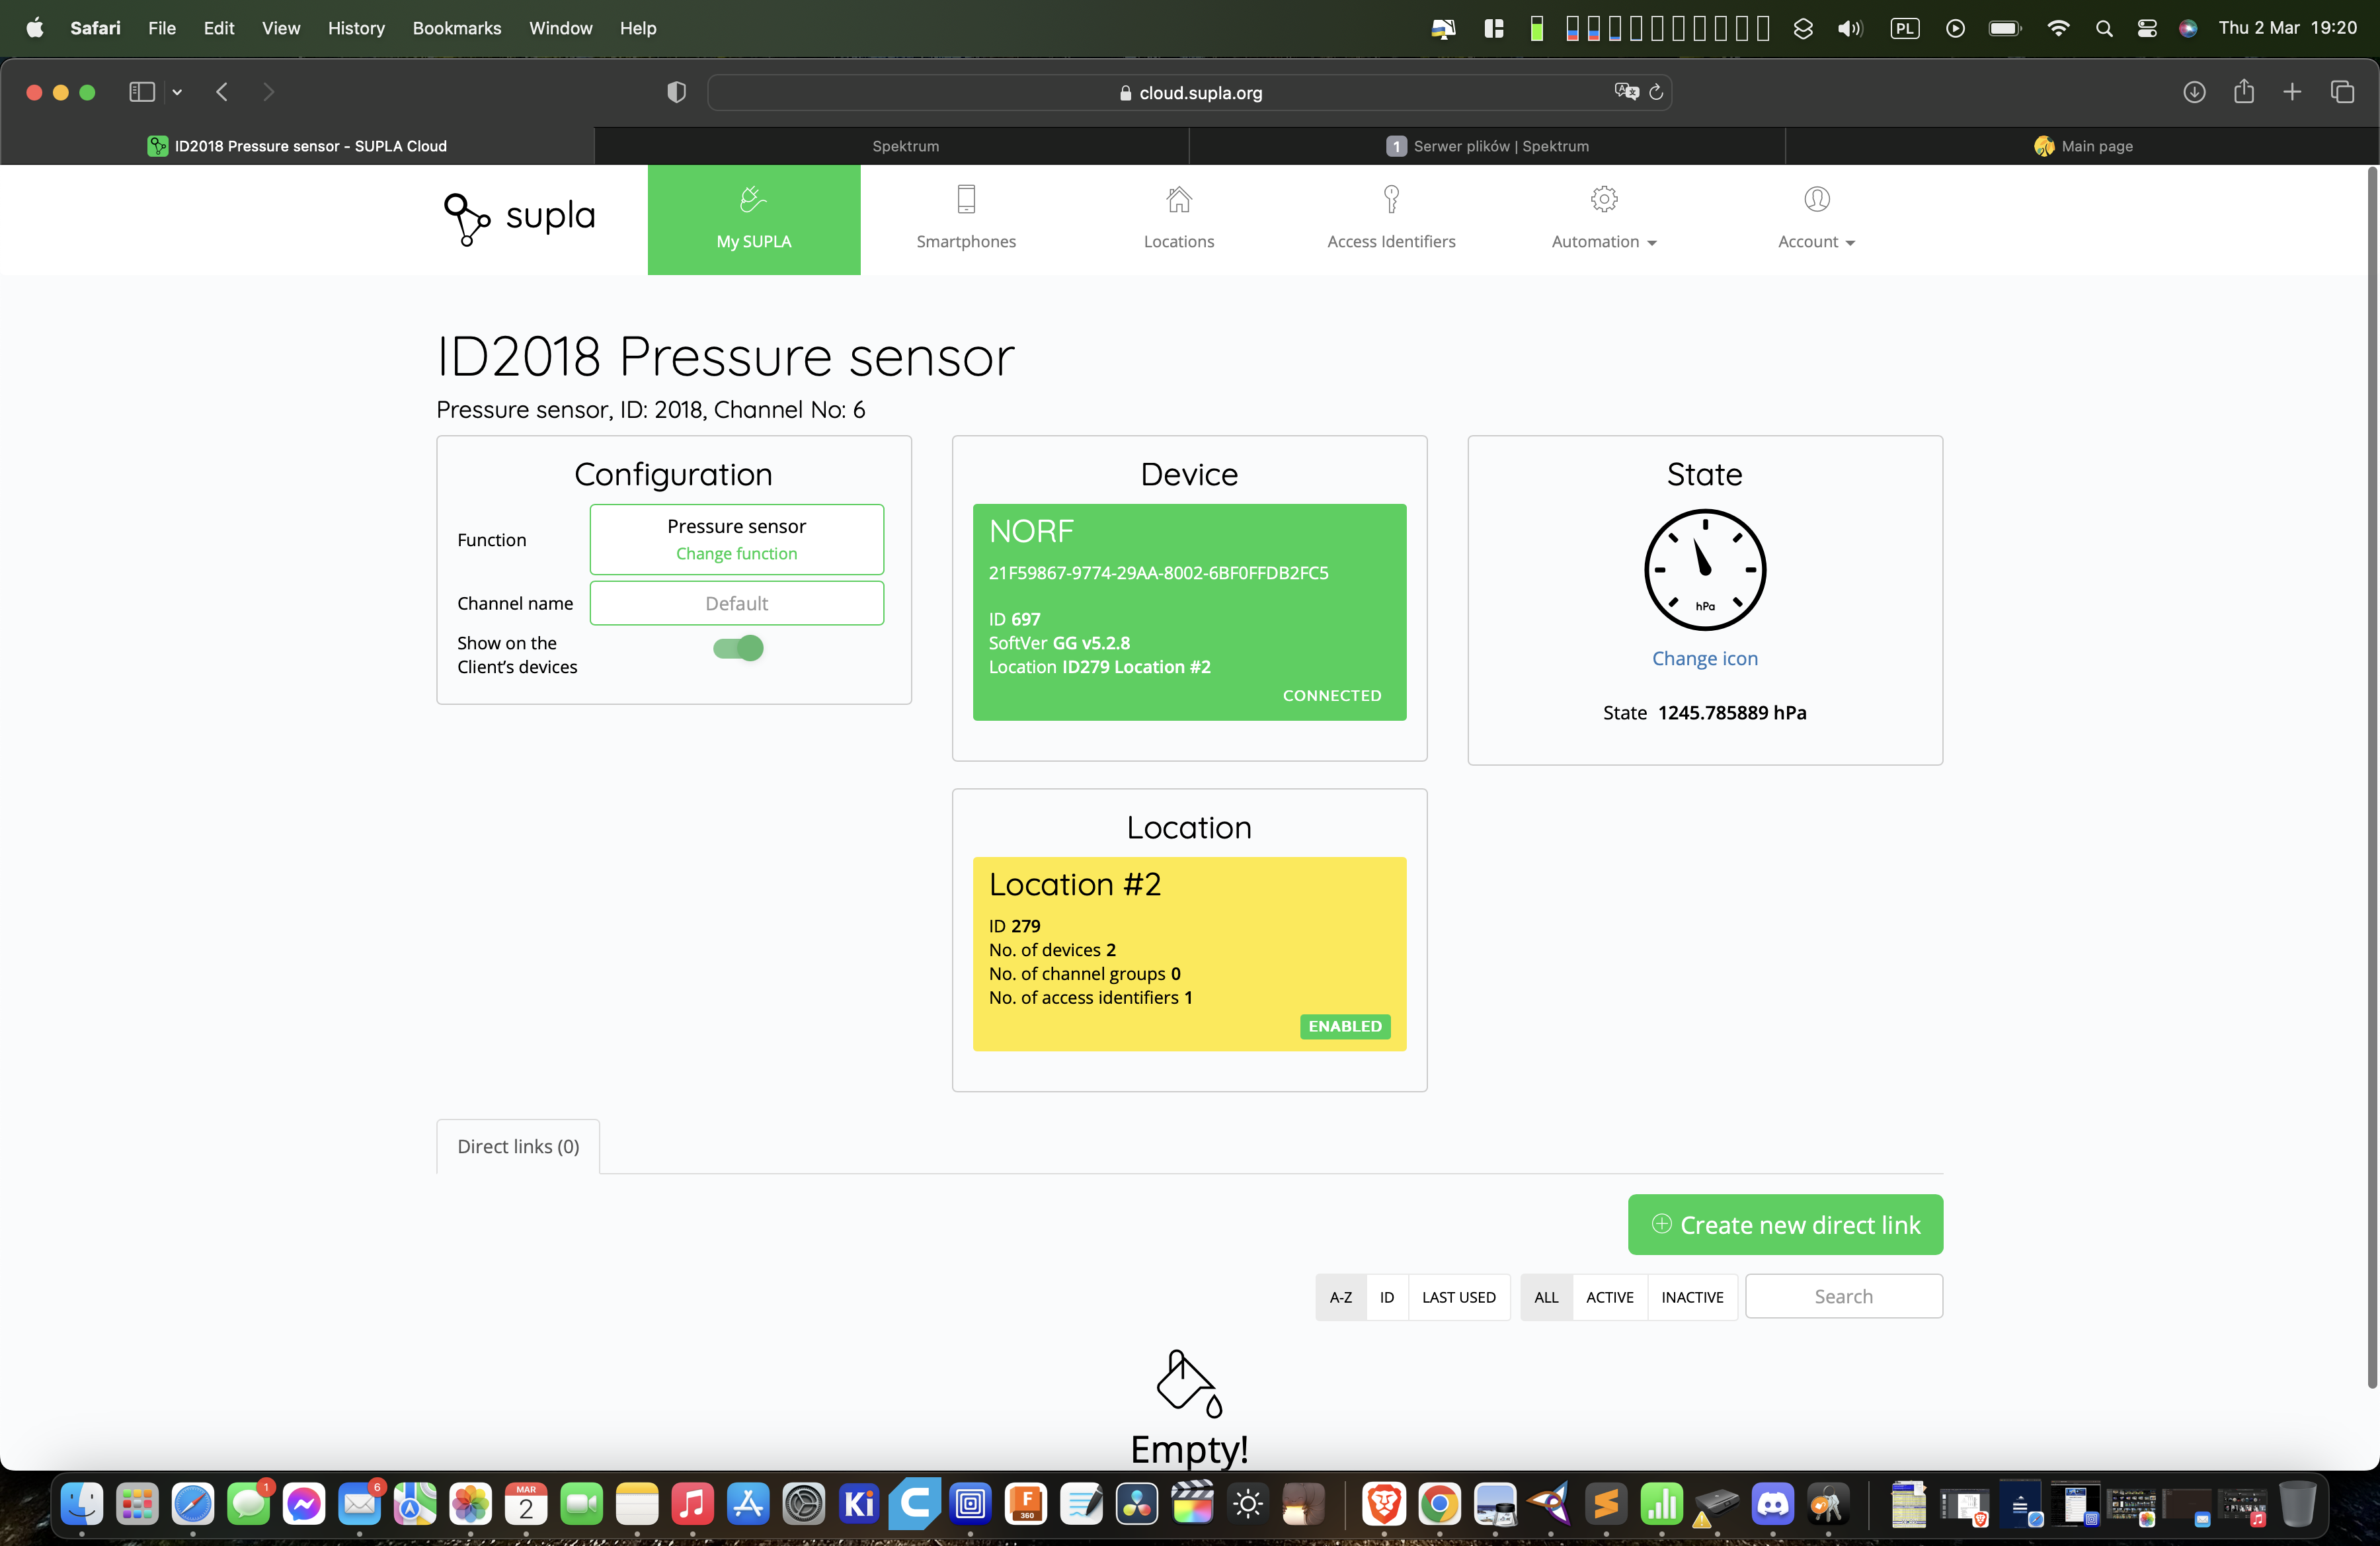 Safari File Edit View History Bookmarks Window Help PL Thu 2 Mar 19:20
cloud.supla.org
ID2018 Pressure sensor - SUPLA Cloud Spektrum 1 Serwer plików | Spektrum Main page
supla
My SUPLA Smartphones Locations Access Identifiers Automation Account
ID2018 Pressure sensor
Pressure sensor, ID: 2018, Channel No: 6
Configuration
Function
Pressure sensor
Change function
Channel name
Default
Show on the
Client's devices
Device
NORF
21F59867-9774-29AA-8002-6BF0FFDB2FC5
ID 697
SoftVer GG v5.2.8
Location ID279 Location #2
CONNECTED
State
hPa
Change icon
State 1245.785889 hPa
Location
Location #2
ID 279
No. of devices 2
No. of channel groups 0
No. of access identifiers 1
ENABLED
Direct links (0)
Create new direct link
A-Z ID LAST USED ALL ACTIVE INACTIVE Search
Empty!
1 6 MAR 2 Ki C F 360